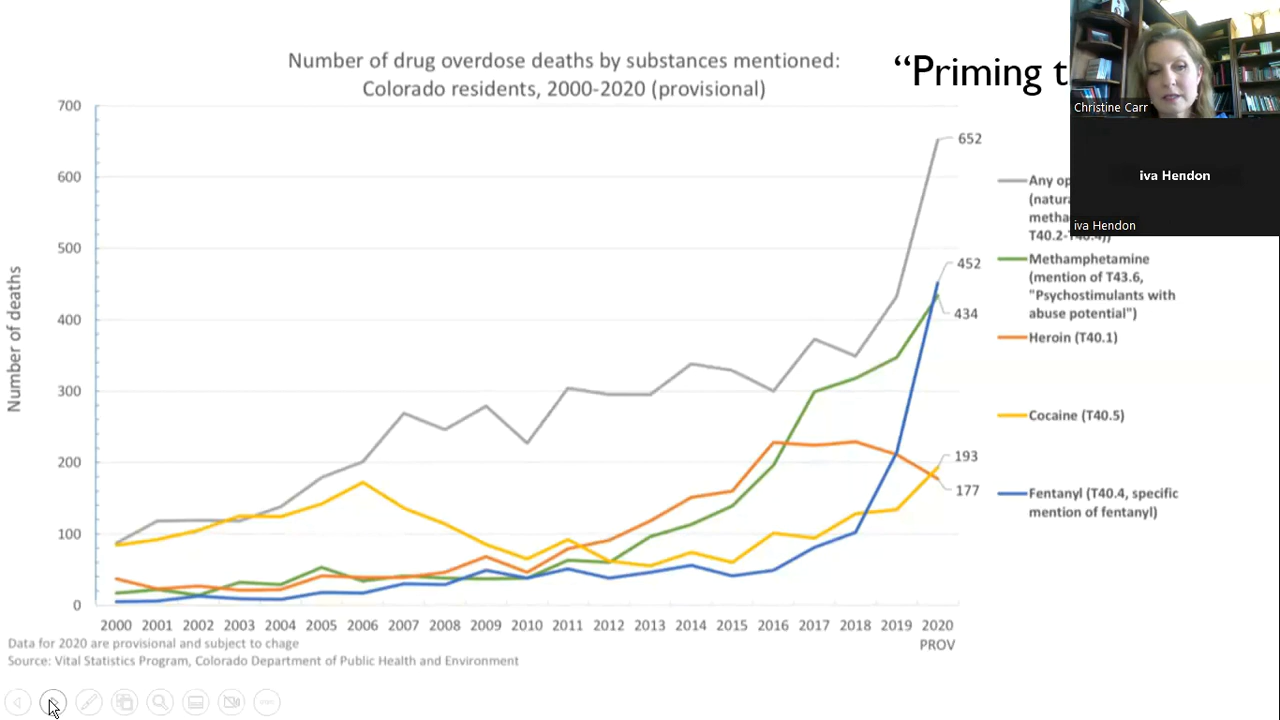 Number of drug overdose deaths by substances mentioned:
Colorado residents, 2000-2020 (provisional)
“Priming
Christine Carr
iva Hendon
iva Hendon
Number of deaths
700
600
500
400
300
200
100
0
652
452
434
193
177
Any
Methamphetamine
(mention of T43.6,
"Psychostimulants with
abuse potential")
Heroin (T40.1)
Cocaine (T40.5)
Fentanyl (T40.4, specific
mention of fentanyl)
2000 2001 2002 2003 2004 2005 2006 2007 2008 2009 2010 2011 2012 2013 2014 2015 2016 2017 2018 2019 2020
PROV
Data for 2020 are provisional and subject to chage
Source: Vital Statistics Program, Colorado Department of Public Health and Environment